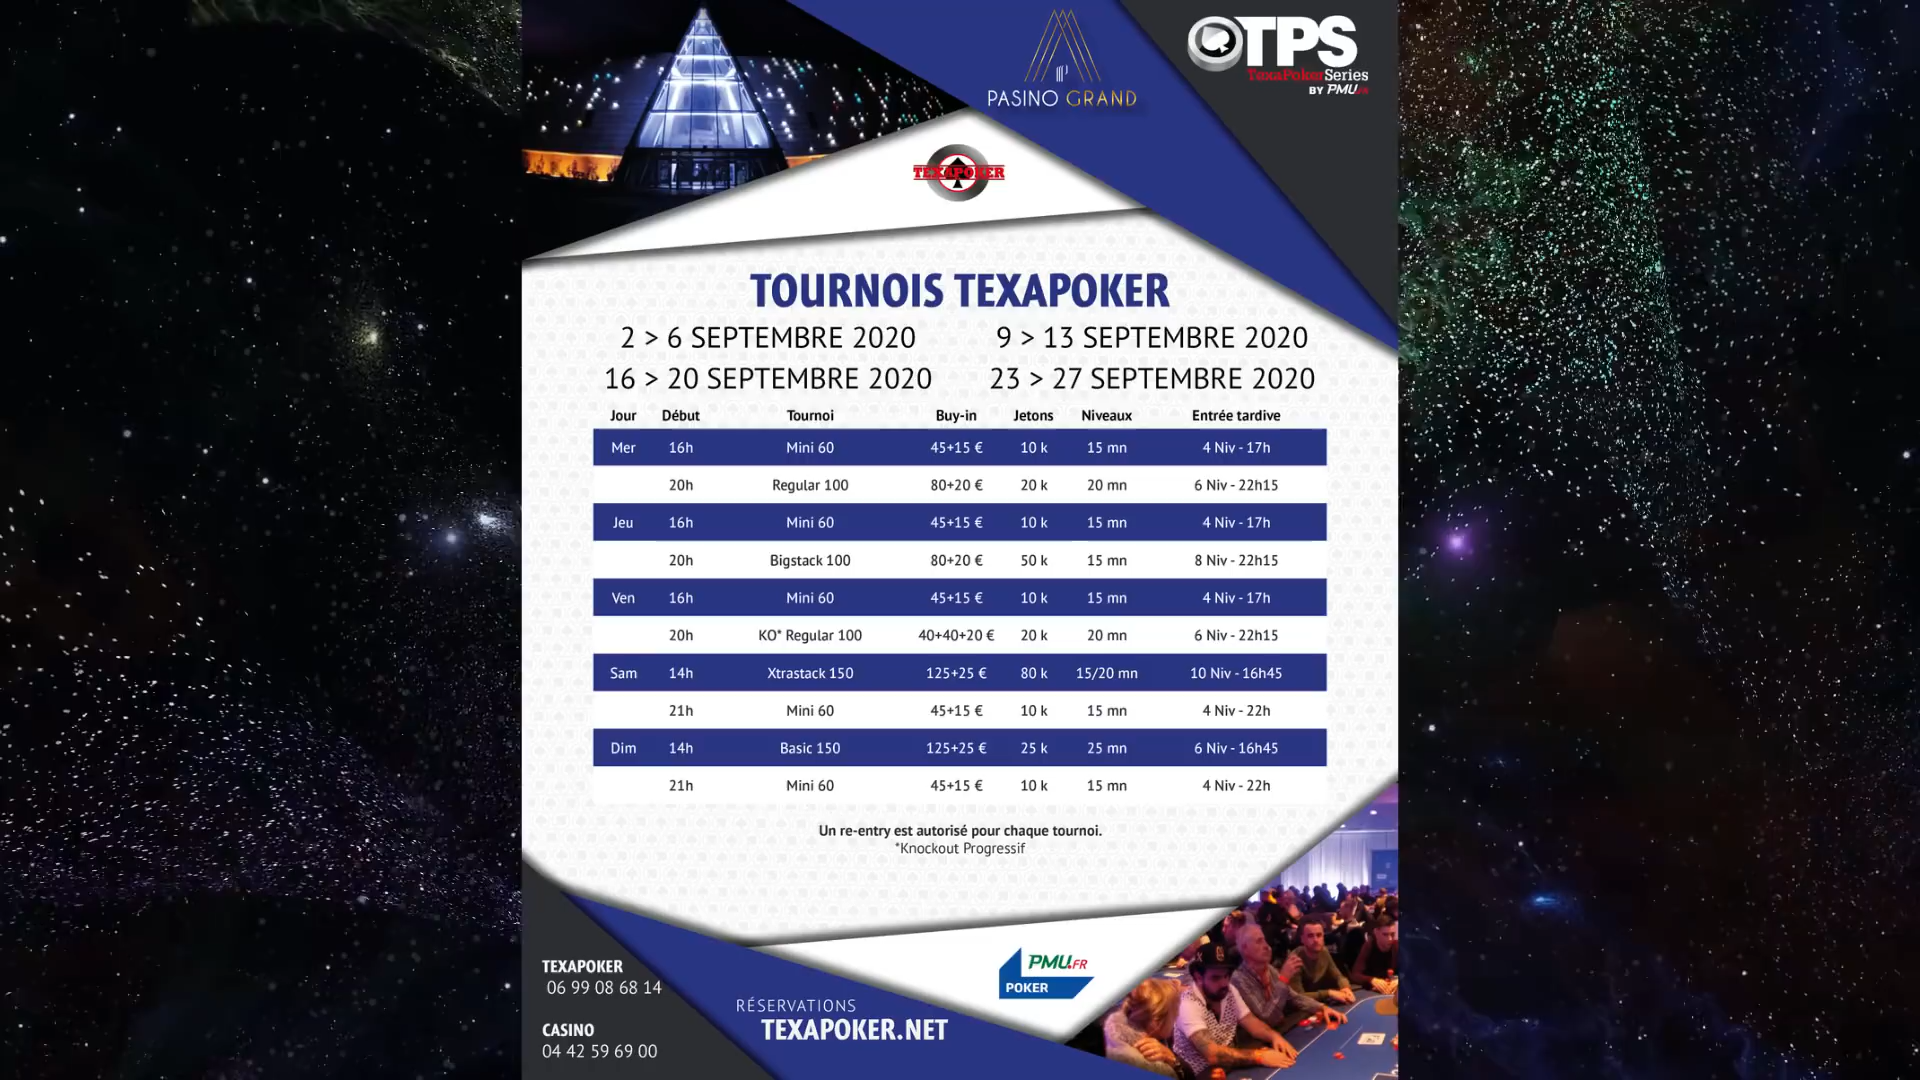 PASINO GRAND
TPS
TexaPokerSeries
BY PMU.FR
TEXAPOKER
TOURNOIS TEXAPOKER
2 > 6 SEPTEMBRE 2020 9 > 13 SEPTEMBRE 2020
16 > 20 SEPTEMBRE 2020 23 > 27 SEPTEMBRE 2020
Jour Début Tournoi Buy-in Jetons Niveaux Entrée tardive
Mer 16h Mini 60 45+15 € 10 k 15 mn 4 Niv - 17h
20h Regular 100 80+20 € 20 k 20 mn 6 Niv - 22h15
Jeu 16h Mini 60 45+15 € 10 k 15 mn 4 Niv - 17h
20h Bigstack 100 80+20 € 50 k 15 mn 8 Niv - 22h15
Ven 16h Mini 60 45+15 € 10 k 15 mn 4 Niv - 17h
20h KO* Regular 100 40+40+20 € 20 k 20 mn 6 Niv - 22h15
Sam 14h Xtrastack 150 125+25 € 80 k 15/20 mn 10 Niv - 16h45
21h Mini 60 45+15 € 10 k 15 mn 4 Niv - 22h
Dim 14h Basic 150 125+25 € 25 k 25 mn 6 Niv - 16h45
21h Mini 60 45+15 € 10 k 15 mn 4 Niv - 22h
Un re-entry est autorisé pour chaque tournoi.
*Knockout Progressif
TEXAPOKER
06 99 08 68 14
CASINO
04 42 59 69 00
RÉSERVATIONS
TEXAPOKER.NET
PMU.FR
POKER